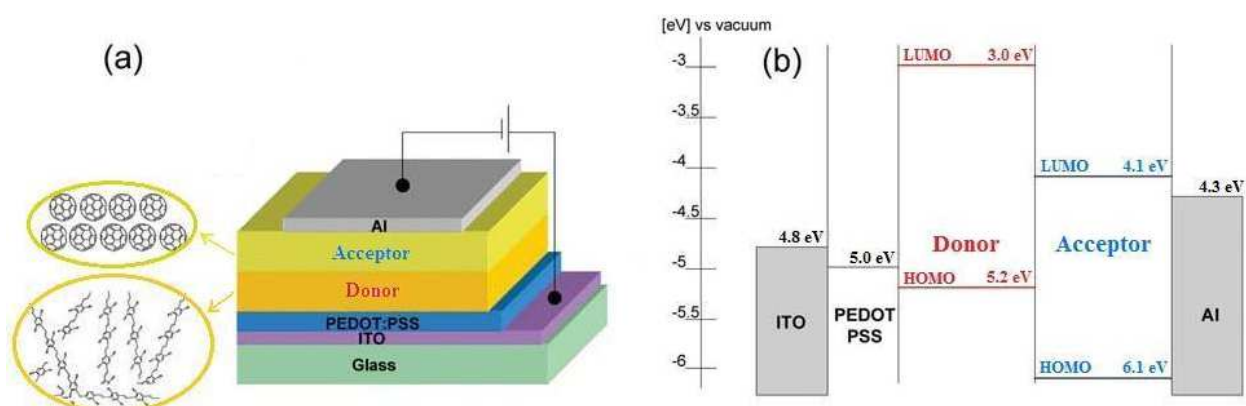 (a)
Al
Acceptor
Donor
PEDOT:PSS
ITO
Glass
[eV] vs vacuum
(b)
-3
-3,5
-4
-4.5
-5
-5.5
-6
LUMO 3.0 eV
LUMO 4.1 eV
4.3 eV
4.8 eV
5.0 eV
Donor
Acceptor
HOMO 5.2 eV
ITO
PEDOT
PSS
Al
HOMO 6.1 eV